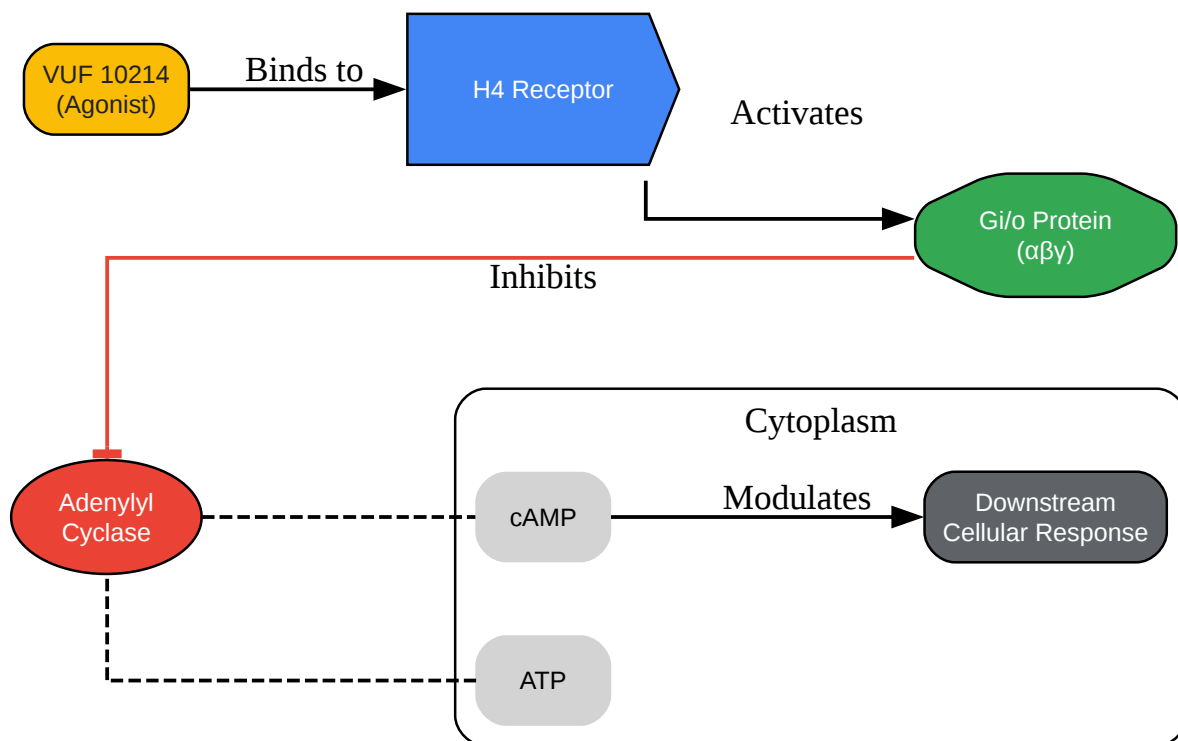 VUF 10214
(Agonist)
Binds to
H4 Receptor
Activates
Gi/o Protein
(αβγ)
Inhibits
Cytoplasm
Adenylyl
Cyclase
cAMP
Modulates
Downstream
Cellular Response
ATP